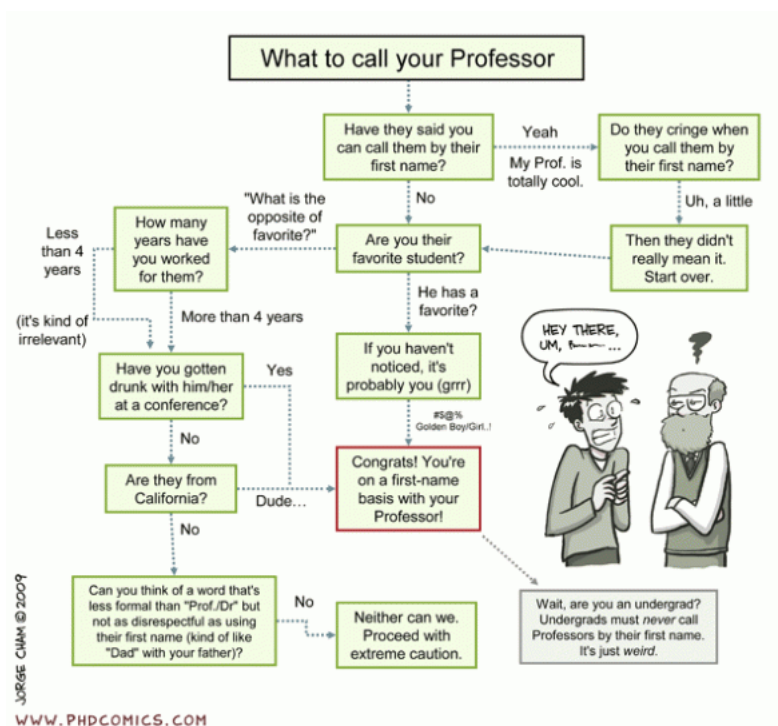 What to call your Professor
Have they said you
can call them by their
first name?
Yeah
My Prof. is
totally cool.
Do they cringe when
you call them by
their first name?
No
Uh, a little
"What is the
opposite of
favorite?"
Are you their
favorite student?
Then they didn't
really mean it.
Start over.
How many
years have
you worked
for them?
Less
than 4
years
(it's kind of
irrelevant)
More than 4 years
He has a
favorite?
If you haven't
noticed, it's
probably you (grrr)
#$@%
Golden Boy/Girl..!
HEY THERE,
UM,
...
?
Have you gotten
drunk with him/her
at a conference?
Yes
No
Are they from
California?
Dude...
Congrats! You're
on a first-name
basis with your
Professor!
No
Can you think of a word that's
less formal than "Prof./Dr" but
not as disrespectful as using
their first name (kind of like
"Dad" with your father)?
No
Neither can we.
Proceed with
extreme caution.
Wait, are you an undergrad?
Undergrads must never call
Professors by their first name.
It's just weird.
JORGE CHAM © 2009
WWW.PHDCOMICS.COM